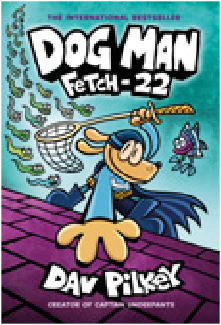 THE INTERNATIONAL BESTSELLER
DOG MAN
FETCH-22
DAV PILKEY
CREATOR OF CAPTAIN UNDERPANTS